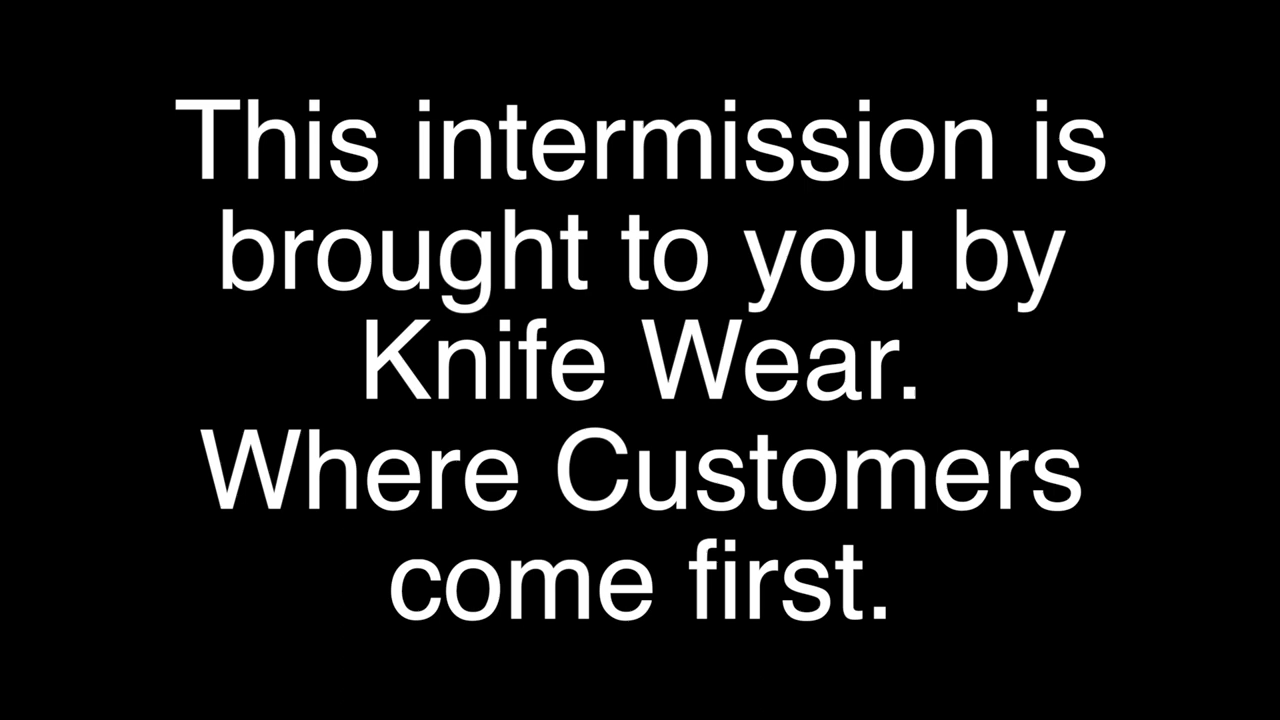 This intermission is
brought to you by
Knife Wear.
Where Customers
come first.